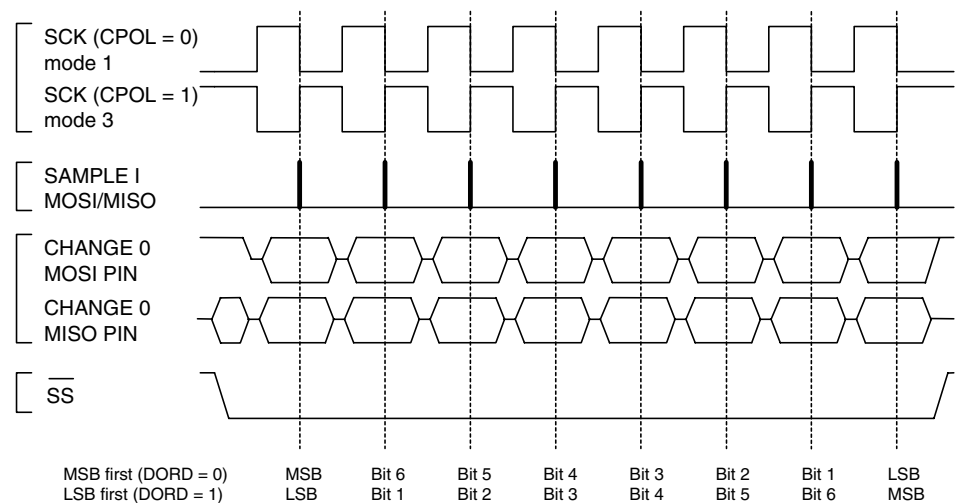 SCK (CPOL = 0)
mode 1
SCK (CPOL = 1)
mode 3
SAMPLE I
MOSI/MISO
CHANGE 0
MOSI PIN
CHANGE 0
MISO PIN
SS
MSB first (DORD = 0) MSB Bit 6 Bit 5 Bit 4 Bit 3 Bit 2 Bit 1 LSB
LSB first (DORD = 1) LSB Bit 1 Bit 2 Bit 3 Bit 4 Bit 5 Bit 6 MSB